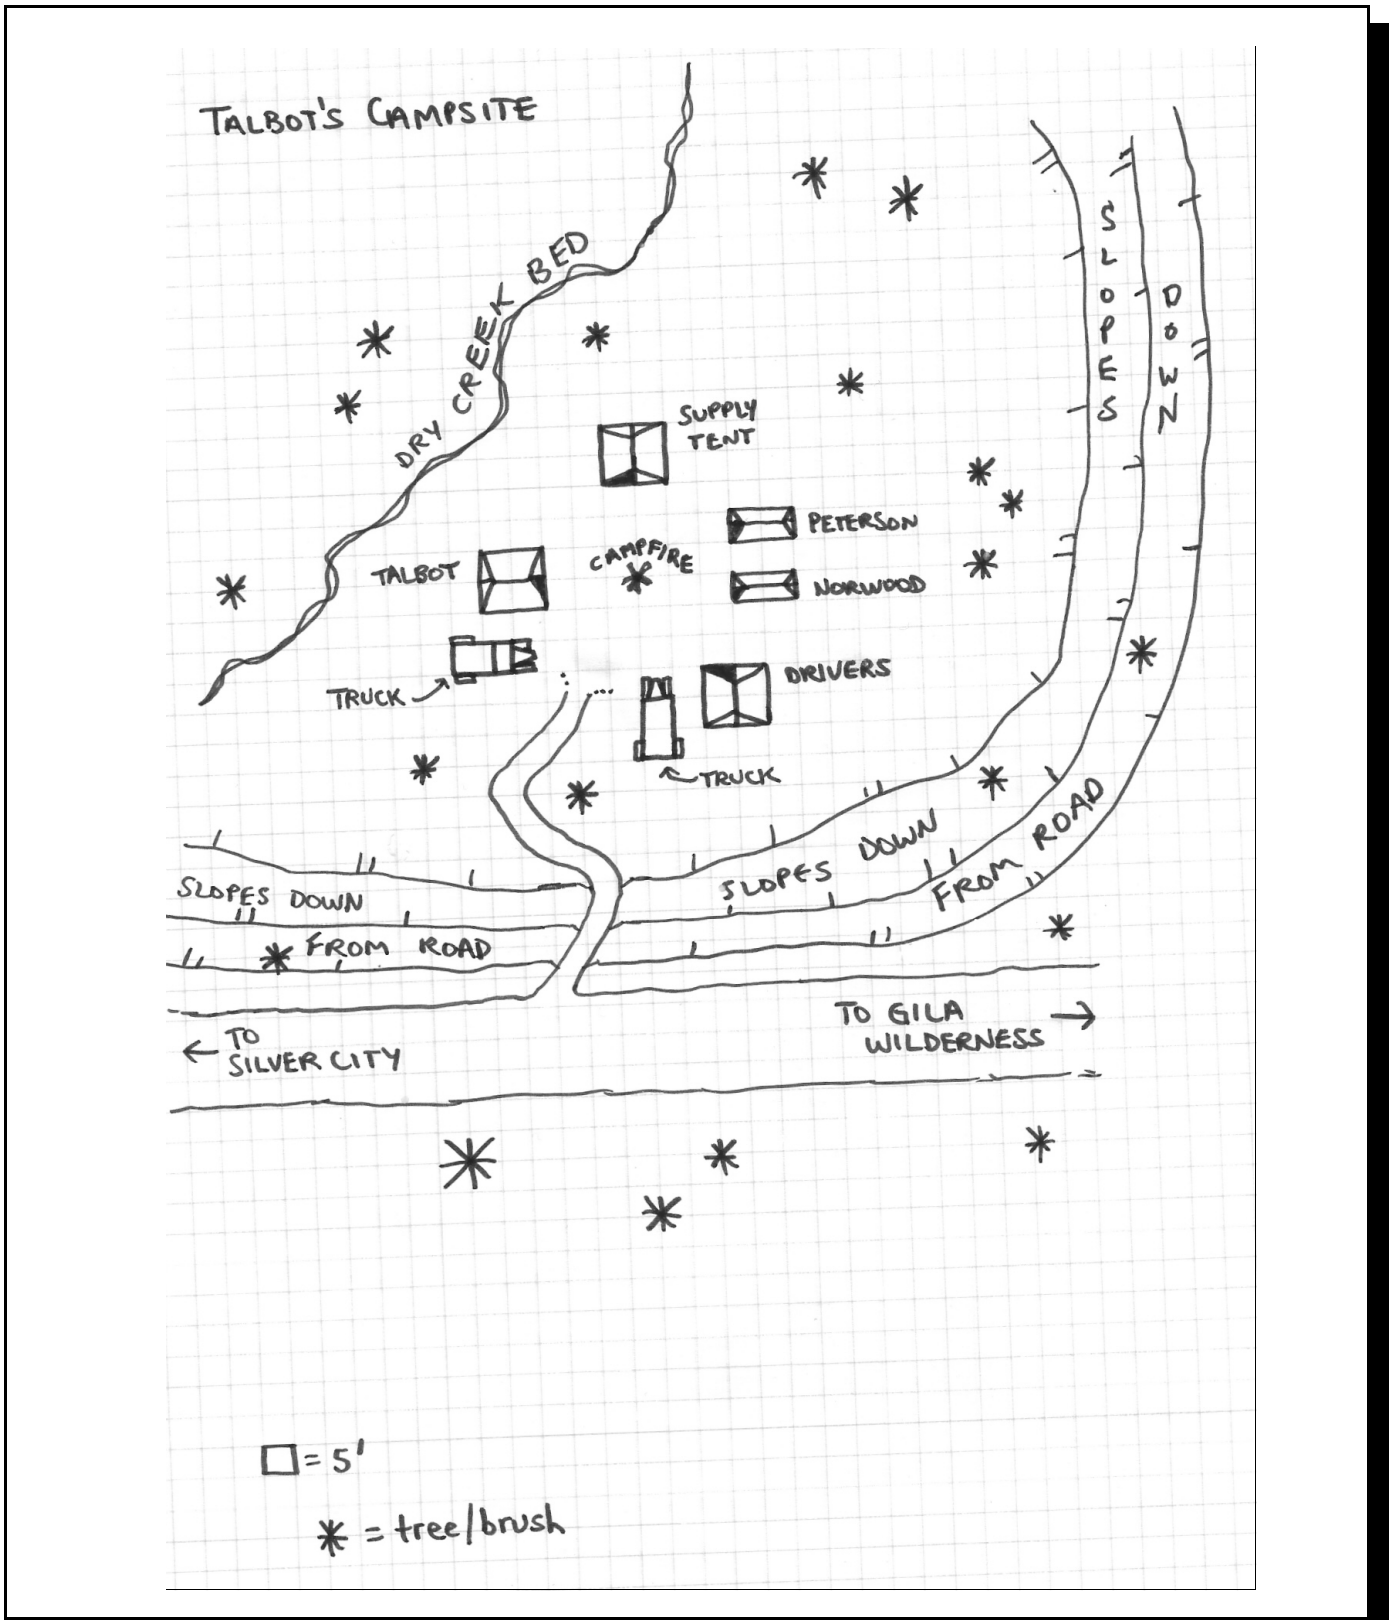 TALBOT'S CAMPSITE
DRY CREEK BED
SLOPES
DOWN
SUPPLY
TENT
PETERSON
CAMPFIRE
TALBOT
NORWOOD
DRIVERS
TRUCK
TRUCK
SLOPES DOWN
FROM ROAD
SLOPES DOWN
FROM ROAD
TO GILA
WILDERNESS
TO
SILVER CITY
= 5'
= tree/brush